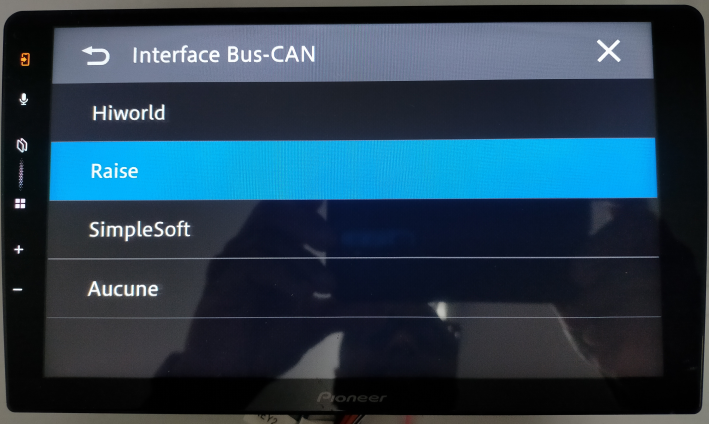 Interface Bus-CAN
Hiworld
Raise
SimpleSoft
Aucune
Pioneer